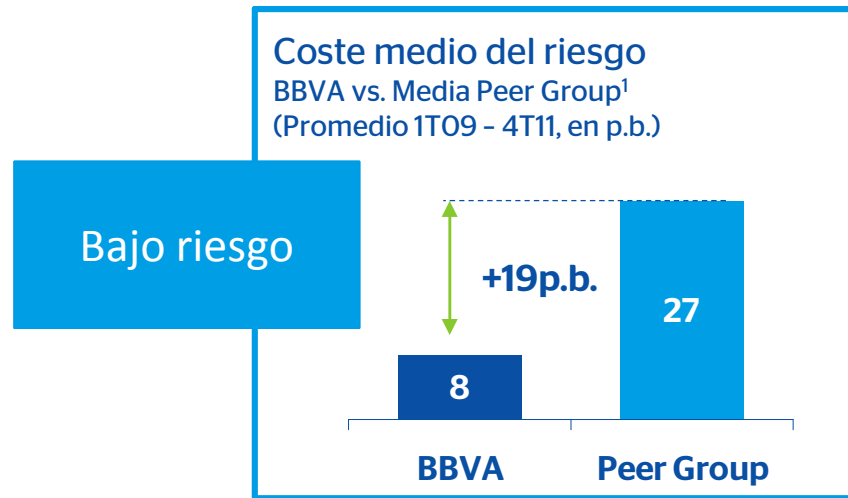 Coste medio del riesgo
BBVA vs. Media Peer Group¹
(Promedio 1T09 – 4T11, en p.b.)
Bajo riesgo
+19p.b.
27
8
BBVA
Peer Group